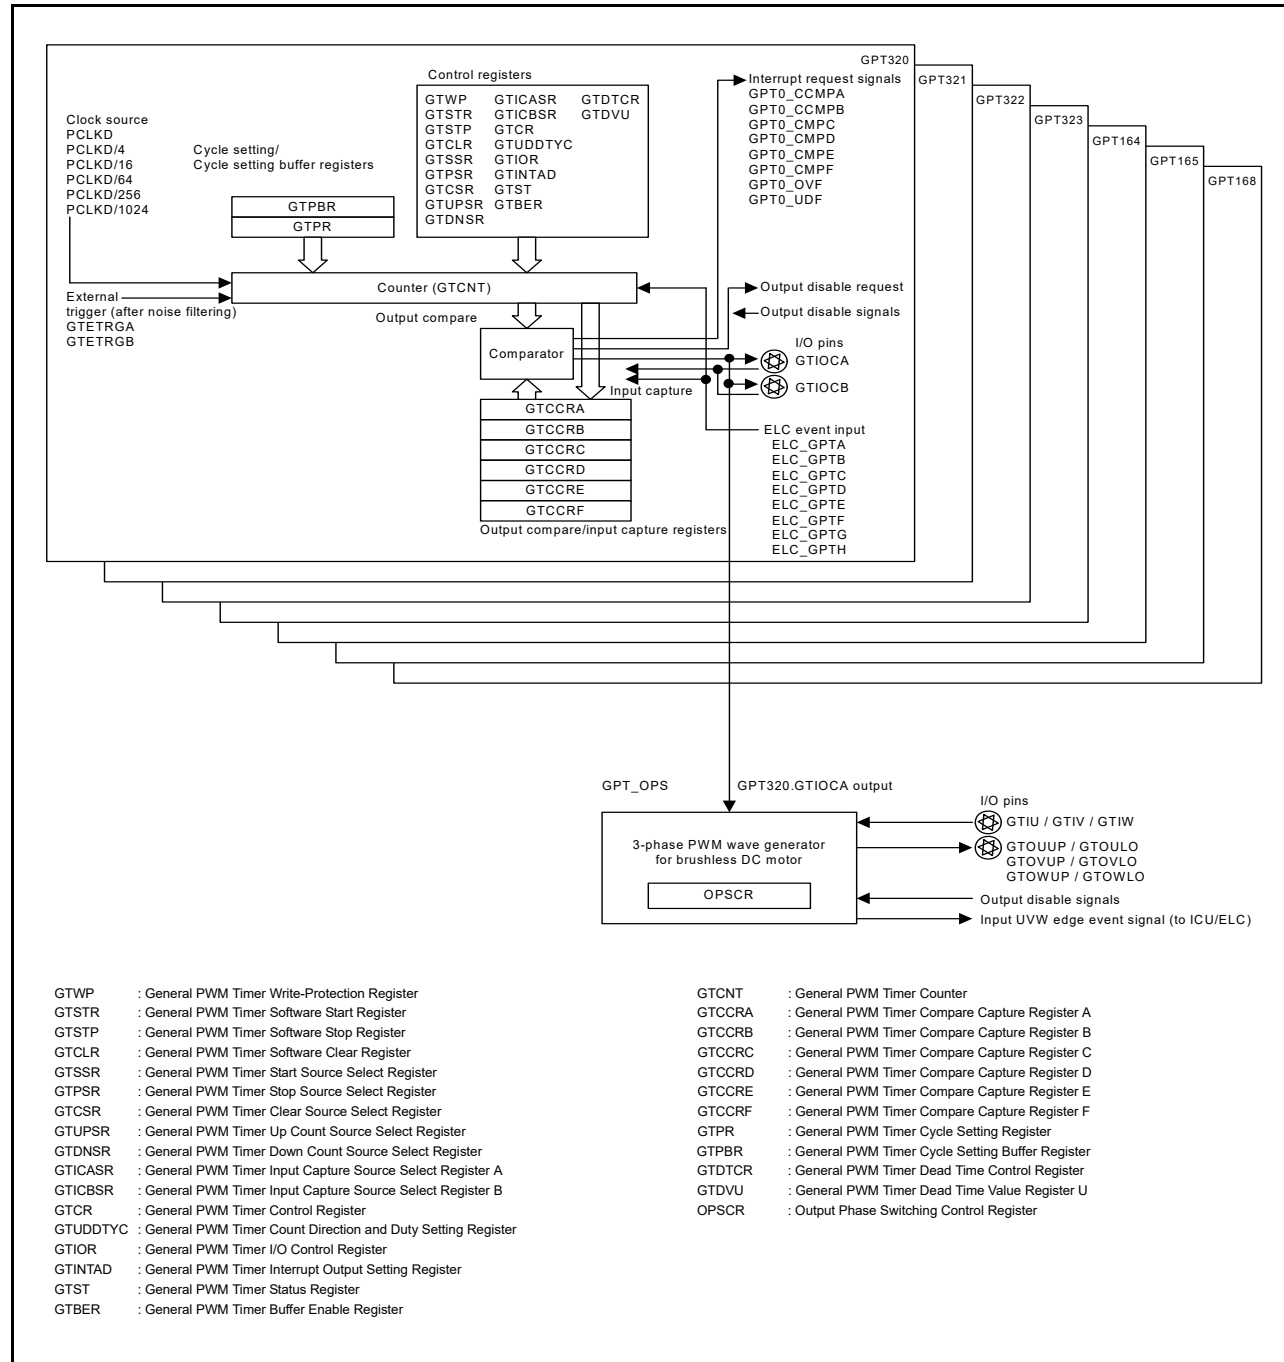 GPT320
GPT321
GPT322
GPT323
GPT164
GPT165
GPT168
Clock source
PCLKD
PCLKD/4
PCLKD/16
PCLKD/64
PCLKD/256
PCLKD/1024
Cycle setting/
Cycle setting buffer registers
GTPBR
GTPR
Control registers
GTWP GTICASR GTDTCR
GTSTR GTICBSR GTDVU
GTSTP GTCR
GTCLR GTUDDTYC
GTSSR GTIOR
GTPSR GTINTAD
GTCSR GTST
GTUPSR GTBER
GTDNSR
Interrupt request signals
GPT0_CCMPA
GPT0_CCMPB
GPT0_CMPC
GPT0_CMPD
GPT0_CMPE
GPT0_CMPF
GPT0_OVF
GPT0_UDF
Counter (GTCNT)
External
trigger (after noise filtering)
GTETRGA
GTETRGB
Output compare
Comparator
Output disable request
Output disable signals
I/O pins
GTIOCA
GTIOCB
Input capture
GTCCRA
GTCCRB
GTCCRC
GTCCRD
GTCCRE
GTCCRF
Output compare/input capture registers
ELC event input
ELC_GPTA
ELC_GPTB
ELC_GPTC
ELC_GPTD
ELC_GPTE
ELC_GPTF
ELC_GPTG
ELC_GPTH
GPT_OPS
GPT320.GTIOCA output
3-phase PWM wave generator
for brushless DC motor
OPSCR
I/O pins
GTIU / GTIV / GTIW
GTOUUP / GTOULO
GTOVUP / GTOVLO
GTOWUP / GTOWLO
Output disable signals
Input UVW edge event signal (to ICU/ELC)
GTWP : General PWM Timer Write-Protection Register
GTSTR : General PWM Timer Software Start Register
GTSTP : General PWM Timer Software Stop Register
GTCLR : General PWM Timer Software Clear Register
GTSSR : General PWM Timer Start Source Select Register
GTPSR : General PWM Timer Stop Source Select Register
GTCSR : General PWM Timer Clear Source Select Register
GTUPSR : General PWM Timer Up Count Source Select Register
GTDNSR : General PWM Timer Down Count Source Select Register
GTICASR : General PWM Timer Input Capture Source Select Register A
GTICBSR : General PWM Timer Input Capture Source Select Register B
GTCR : General PWM Timer Control Register
GTUDDTYC : General PWM Timer Count Direction and Duty Setting Register
GTIOR : General PWM Timer I/O Control Register
GTINTAD : General PWM Timer Interrupt Output Setting Register
GTST : General PWM Timer Status Register
GTBER : General PWM Timer Buffer Enable Register
GTCNT : General PWM Timer Counter
GTCCRA : General PWM Timer Compare Capture Register A
GTCCRB : General PWM Timer Compare Capture Register B
GTCCRC : General PWM Timer Compare Capture Register C
GTCCRD : General PWM Timer Compare Capture Register D
GTCCRE : General PWM Timer Compare Capture Register E
GTCCRF : General PWM Timer Compare Capture Register F
GTPR : General PWM Timer Cycle Setting Register
GTPBR : General PWM Timer Cycle Setting Buffer Register
GTDTCR : General PWM Timer Dead Time Control Register
GTDVU : General PWM Timer Dead Time Value Register U
OPSCR : Output Phase Switching Control Register